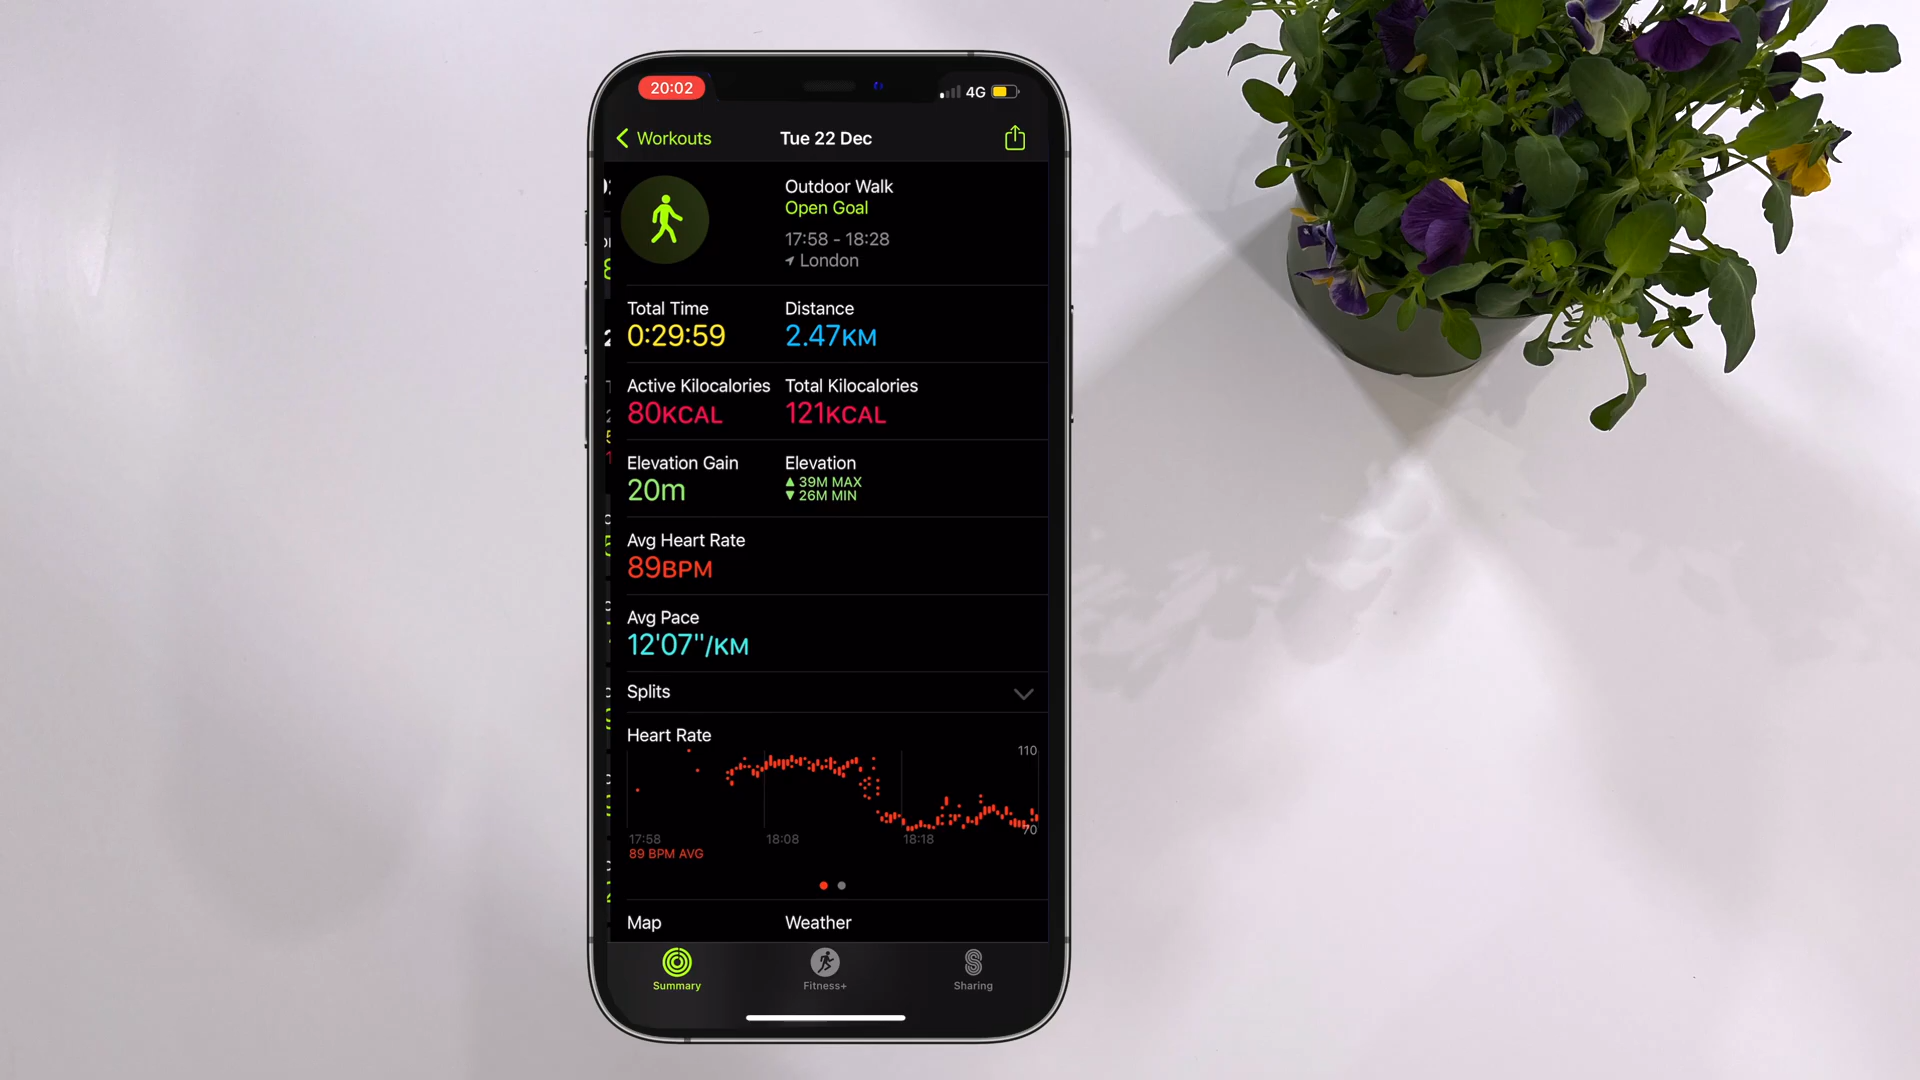 20:02
4G
Workouts
Tue 22 Dec
Outdoor Walk
Open Goal
17:58 - 18:28
London
Total Time
Distance
0:29:59
2.47KM
Active Kilocalories
Total Kilocalories
80KCAL
121KCAL
Elevation Gain
Elevation
20m
▲ 39M MAX
▼ 26M MIN
Avg Heart Rate
89BPM
Avg Pace
12'07"/KM
Splits
Heart Rate
110
70
17:58
18:08
18:18
89 BPM AVG
Map
Weather
Summary
Fitness+
Sharing